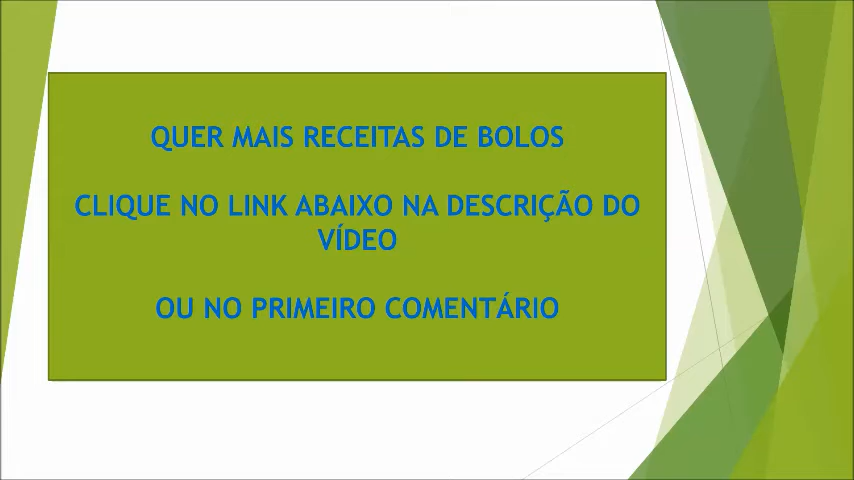 QUER MAIS RECEITAS DE BOLOS
CLIQUE NO LINK ABAIXO NA DESCRIÇÃO DO
VÍDEO
OU NO PRIMEIRO COMENTÁRIO